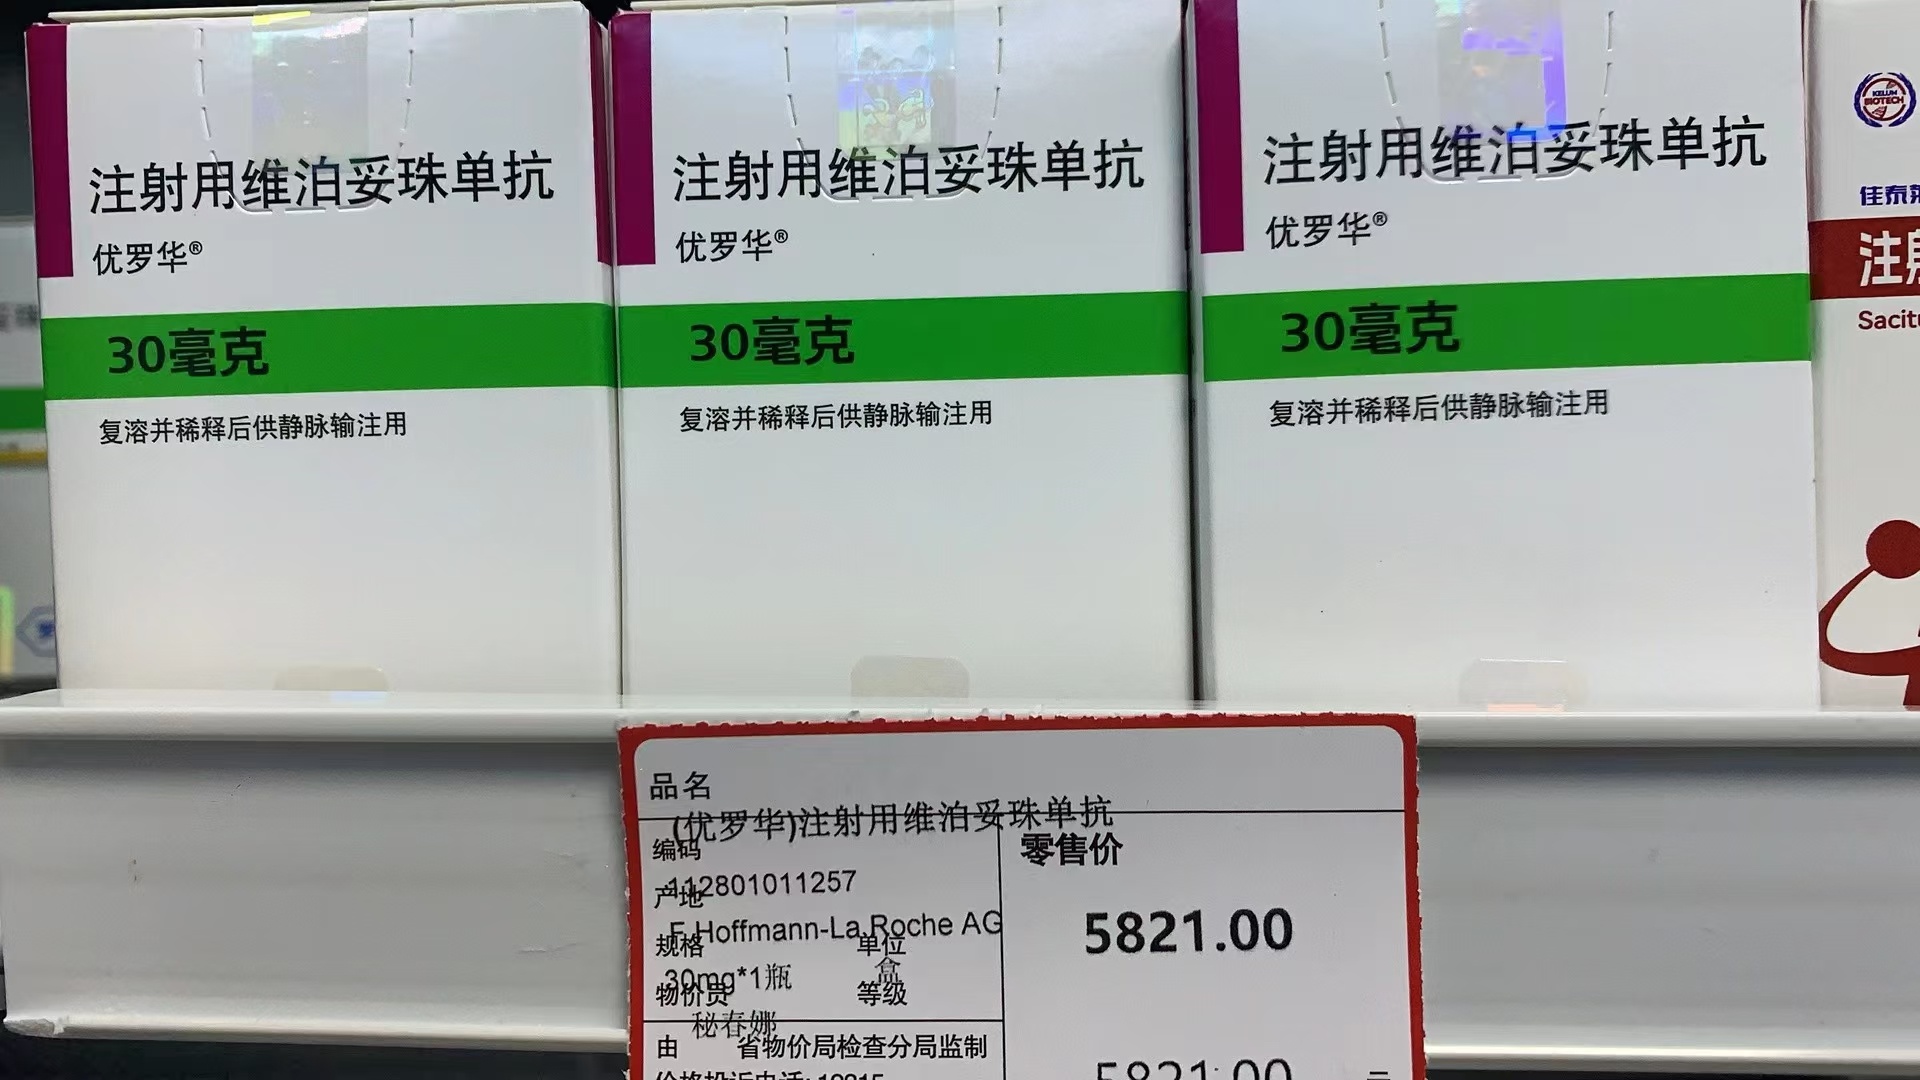 注射用维泊妥珠单抗
优罗华®
30毫克
复溶并稀释后供静脉输注用
注射用维泊妥珠单抗
优罗华®
30毫克
复溶并稀释后供静脉输注用
注射用维泊妥珠单抗
优罗华®
30毫克
复溶并稀释后供静脉输注用
KELUN
BIOTECH
佳泰
注射
Sacitu
品名
(优罗华)注射用维泊妥珠单抗
编码
112801011257
产地
F.Hoffmann-La Roche AG
规格 单位
30mg*1瓶 盒
物价员 等级
秘春娜
由 省物价局检查分局监制
零售价
5821.00
5821.00